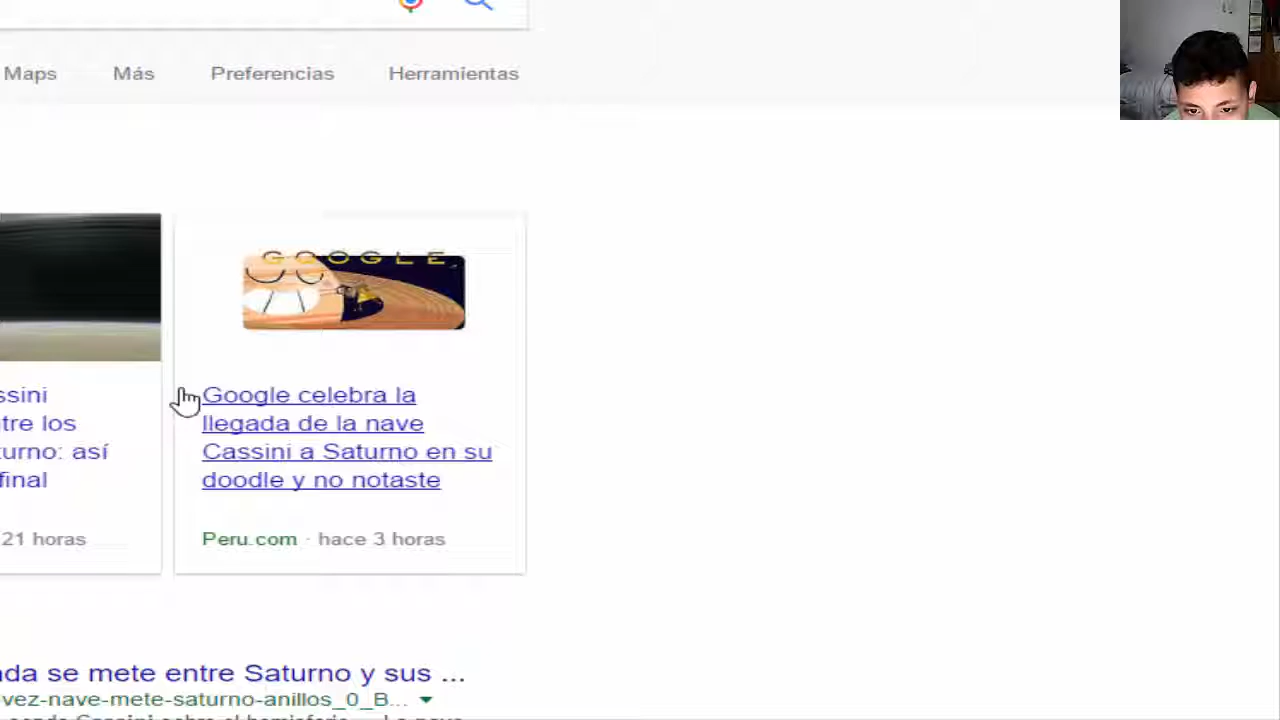 Maps Más Preferencias Herramientas
GOOGLE
ssini
tre los
turno: así
final
21 horas
Google celebra la
llegada de la nave
Cassini a Saturno en su
doodle y no notaste
Peru.com · hace 3 horas
ada se mete entre Saturno y sus ...
vez-nave-mete-saturno-anillos_0_B...